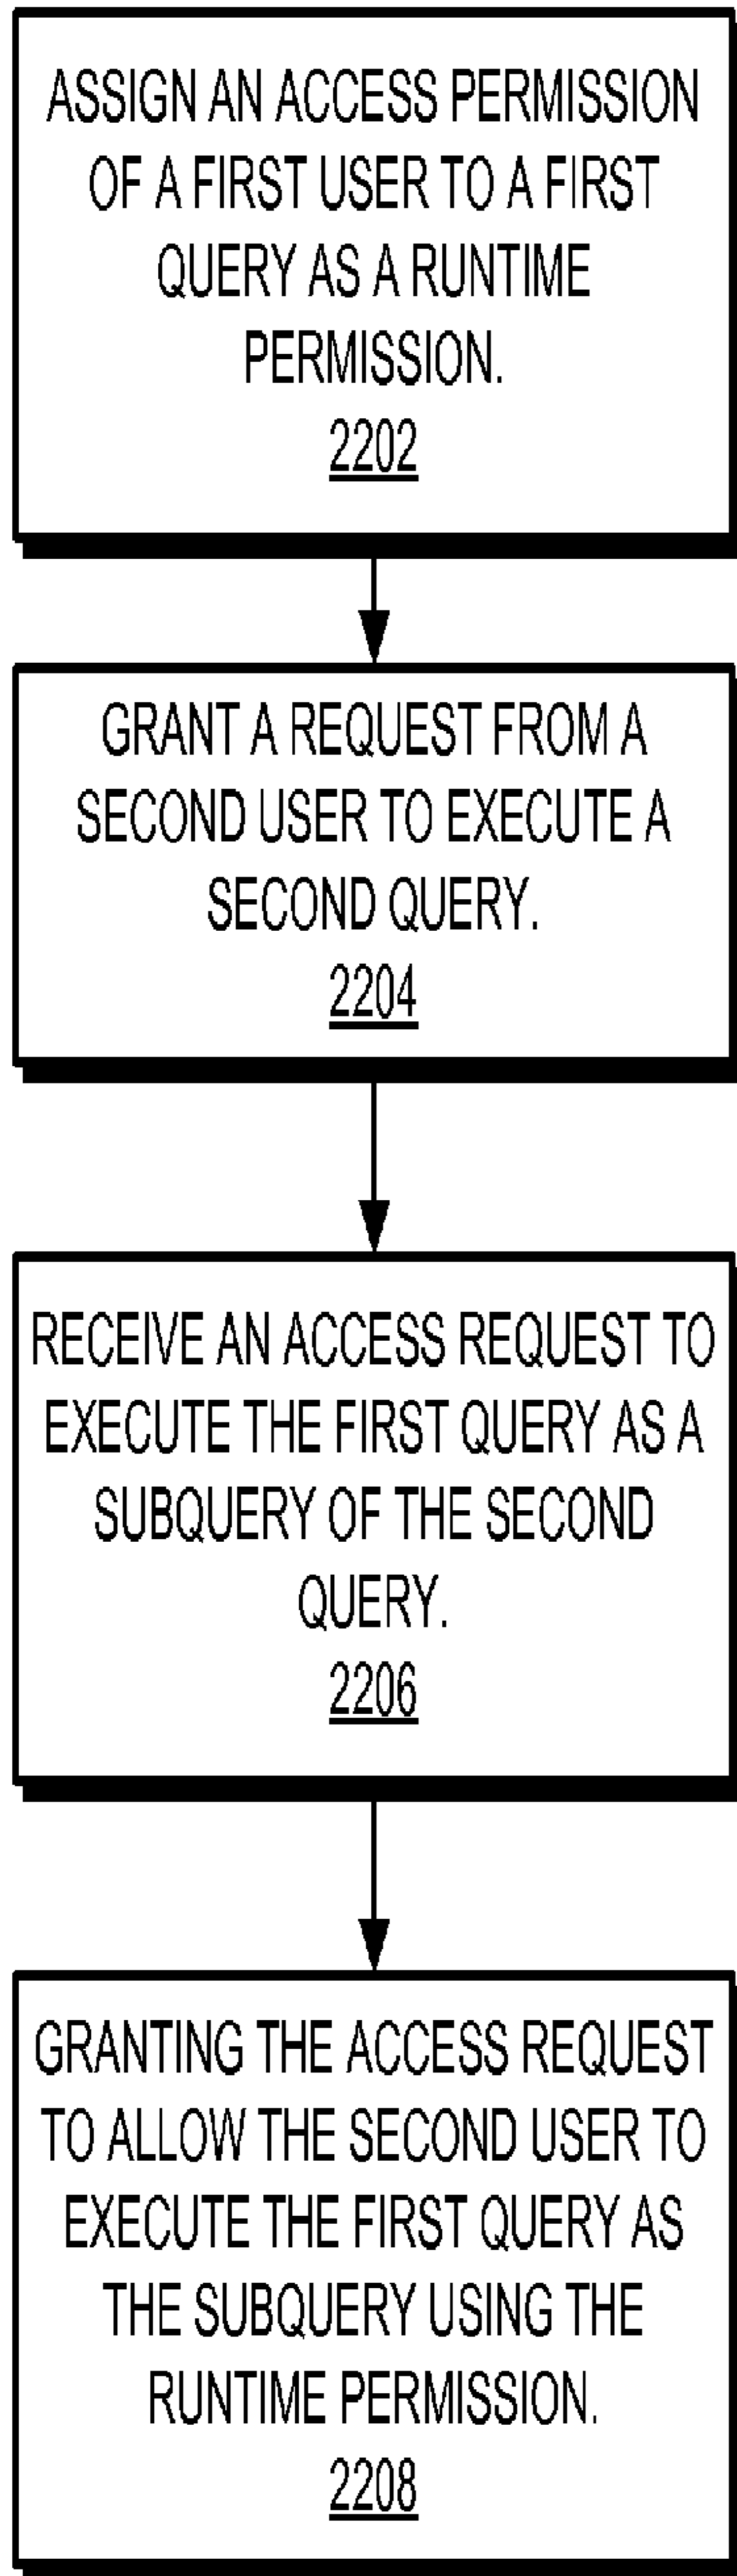 ASSIGN AN ACCESS PERMISSION
OF A FIRST USER TO A FIRST
QUERY AS A RUNTIME
PERMISSION.
2202
GRANT A REQUEST FROM A
SECOND USER TO EXECUTE A
SECOND QUERY.
2204
RECEIVE AN ACCESS REQUEST TO
EXECUTE THE FIRST QUERY AS A
SUBQUERY OF THE SECOND
QUERY.
2206
GRANTING THE ACCESS REQUEST
TO ALLOW THE SECOND USER TO
EXECUTE THE FIRST QUERY AS
THE SUBQUERY USING THE
RUNTIME PERMISSION.
2208